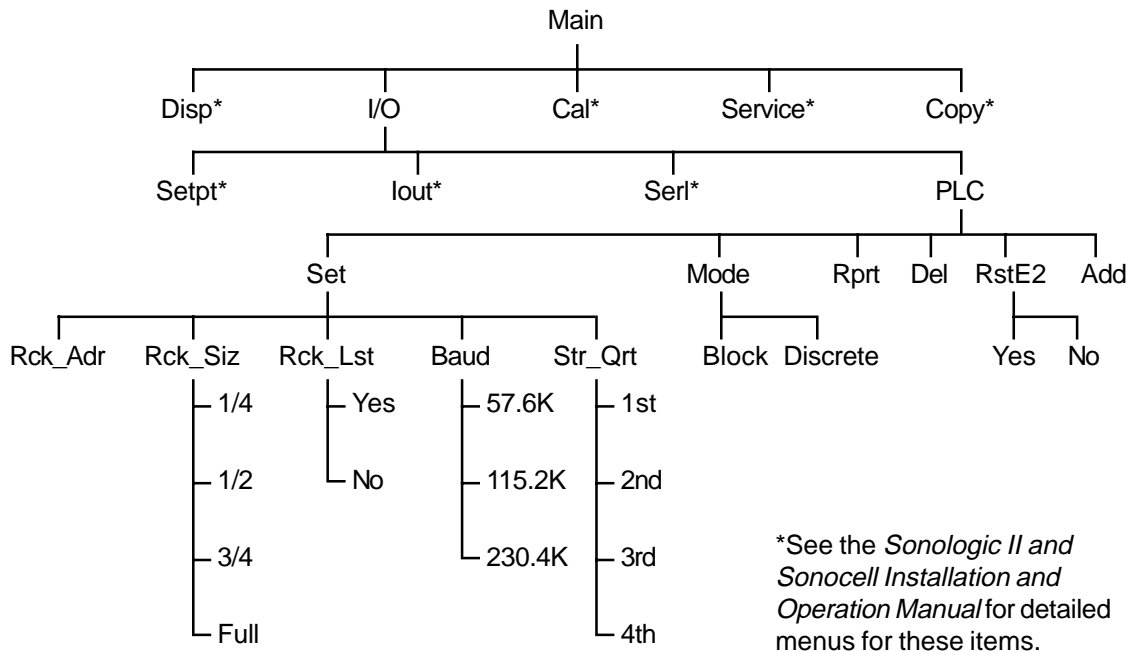 Main
Disp* I/O Cal* Service* Copy*
Setpt* Iout* Serl* PLC
Set Mode Rprt Del RstE2 Add
Rck_Adr Rck_Siz Rck_Lst Baud Str_Qrt Block Discrete Yes No
1/4 Yes 57.6K 1st
1/2 No 115.2K 2nd
3/4 230.4K 3rd
Full 4th
*See the Sonologic II and
Sonocell Installation and
Operation Manual for detailed
menus for these items.